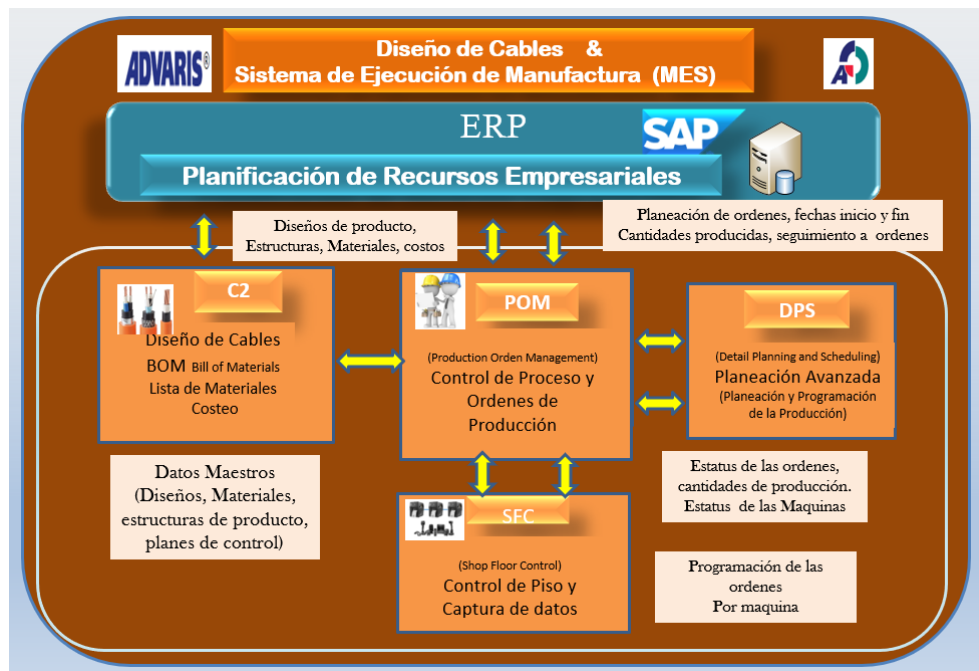 ADVARIS®
Diseño de Cables &
Sistema de Ejecución de Manufactura (MES)
ERP
SAP
Planificación de Recursos Empresariales
Diseños de producto,
Estructuras, Materiales, costos
Planeación de ordenes, fechas inicio y fin
Cantidades producidas, seguimiento a ordenes
C2
Diseño de Cables
BOM Bill of Materials
Lista de Materiales
Costeo
POM
(Production Orden Management)
Control de Proceso y
Ordenes de
Producción
DPS
(Detail Planning and Scheduling)
Planeación Avanzada
(Planeación y Programación
de la Producción)
Datos Maestros
(Diseños, Materiales,
estructuras de producto,
planes de control)
SFC
(Shop Floor Control)
Control de Piso y
Captura de datos
Estatus de las ordenes,
cantidades de producción.
Estatus de las Maquinas
Programación de las
ordenes
Por maquina